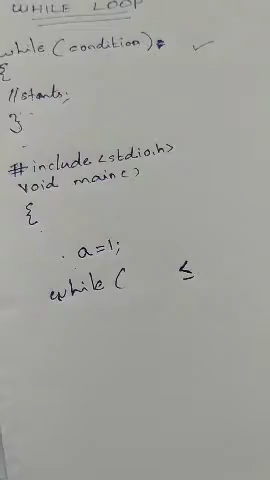 WHILE LOOP
while (condition)
{
//stmts;
}
#include <stdio.h>
void main()
{
a=1;
while ( ≤